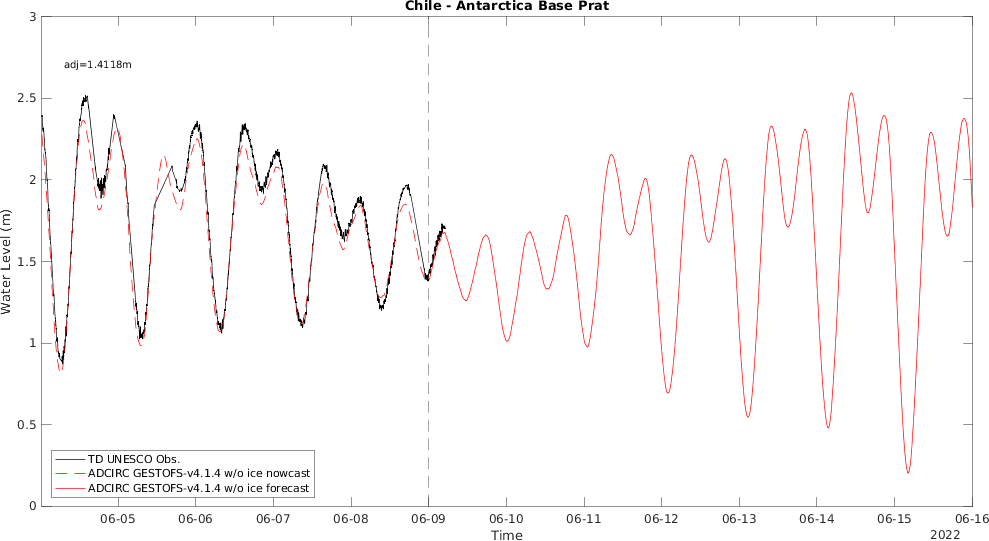 Chile - Antarctica Base Prat
3
adj=1.4118m
2.5
2
1.5
1
0.5
0
Water Level (m)
TD UNESCO Obs.
ADCIRC GESTOFS-v4.1.4 w/o ice nowcast
ADCIRC GESTOFS-v4.1.4 w/o ice forecast
06-05 06-06 06-07 06-08 06-09 06-10 06-11 06-12 06-13 06-14 06-15 06-16
Time
2022